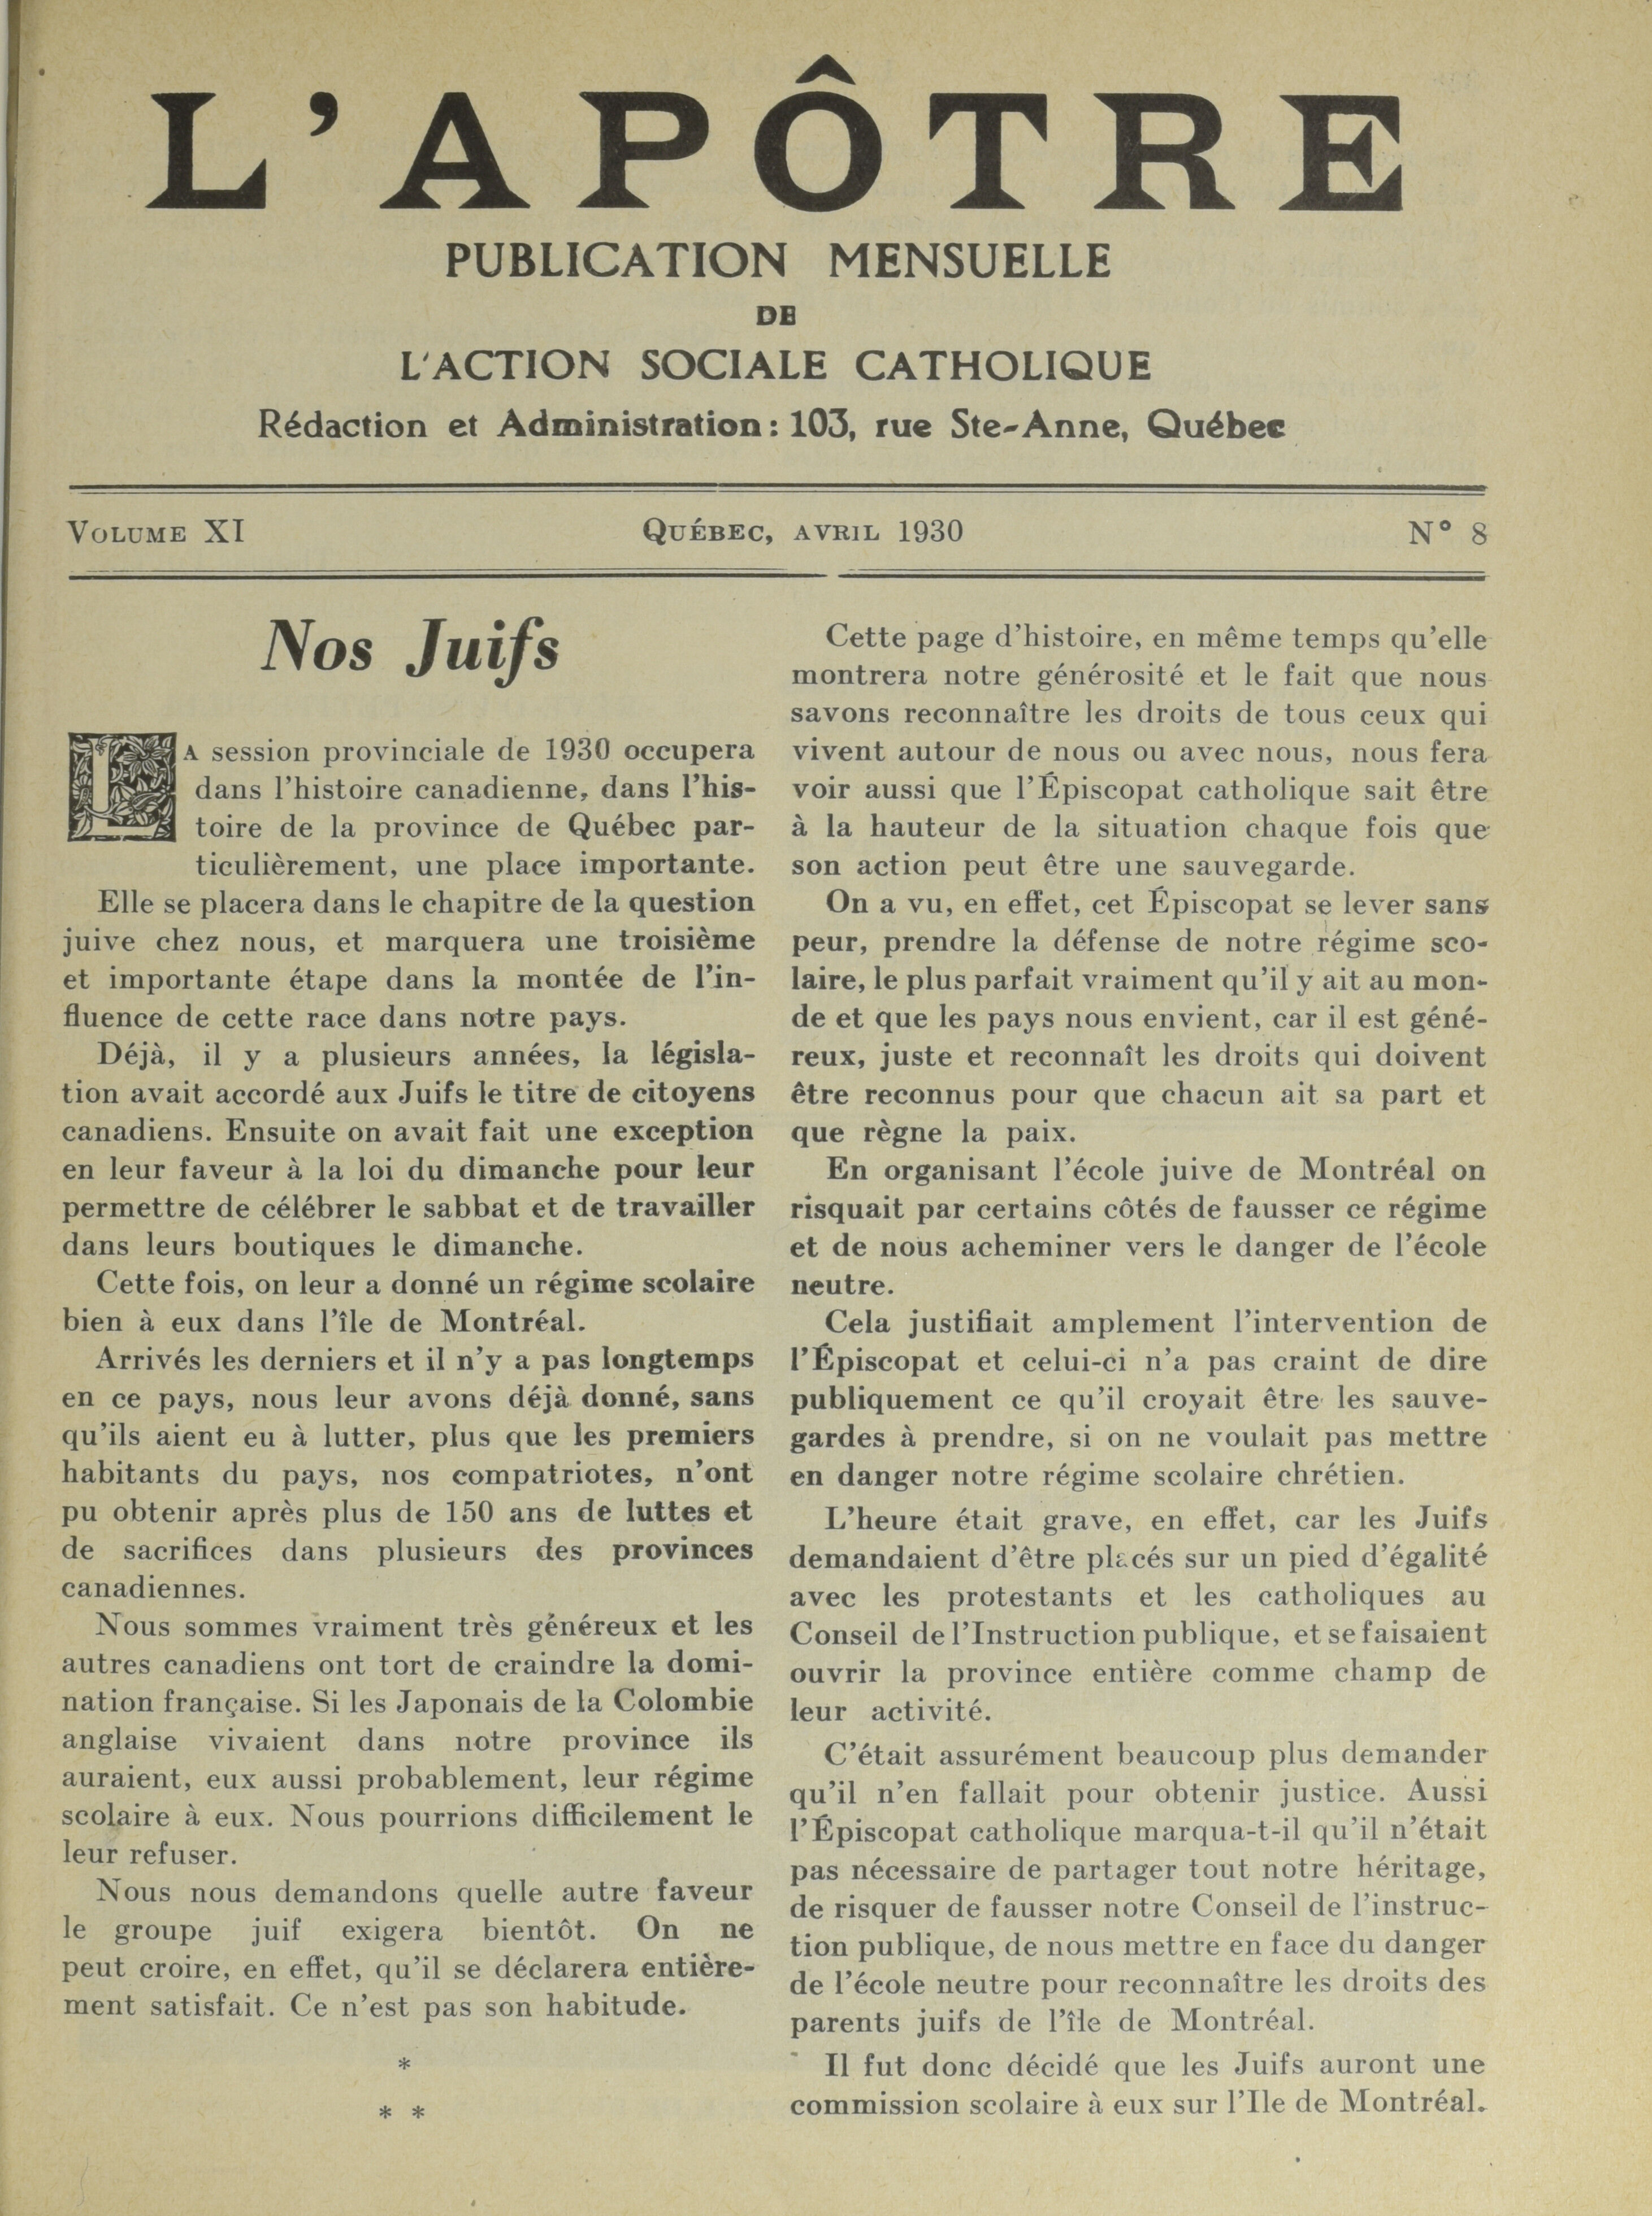 L'APÔTRE
PUBLICATION MENSUELLE
DE
L'ACTION SOCIALE CATHOLIQUE
Rédaction et Administration: 103, rue Ste-Anne, Québec
VOLUME XI QUÉBEC, AVRIL 1930 N° 8
Nos Juifs
LA session provinciale de 1930 occupera
dans l'histoire canadienne, dans l'his-
toire de la province de Québec par-
ticulièrement, une place importante.
Elle se placera dans le chapitre de la question
juive chez nous, et marquera une troisième
et importante étape dans la montée de l'in-
fluence de cette race dans notre pays.
Déjà, il y a plusieurs années, la législa-
tion avait accordé aux Juifs le titre de citoyens
canadiens. Ensuite on avait fait une exception
en leur faveur à la loi du dimanche pour leur
permettre de célébrer le sabbat et de travailler
dans leurs boutiques le dimanche.
Cette fois, on leur a donné un régime scolaire
bien à eux dans l'île de Montréal.
Arrivés les derniers et il n'y a pas longtemps
en ce pays, nous leur avons déjà donné, sans
qu'ils aient eu à lutter, plus que les premiers
habitants du pays, nos compatriotes, n'ont
pu obtenir après plus de 150 ans de luttes et
de sacrifices dans plusieurs des provinces
canadiennes.
Nous sommes vraiment très généreux et les
autres canadiens ont tort de craindre la domi-
nation française. Si les Japonais de la Colombie
anglaise vivaient dans notre province ils
auraient, eux aussi probablement, leur régime
scolaire à eux. Nous pourrions difficilement le
leur refuser.
Nous nous demandons quelle autre faveur
le groupe juif exigera bientôt. On ne
peut croire, en effet, qu'il se déclarera entière-
ment satisfait. Ce n'est pas son habitude.
*
* *
Cette page d'histoire, en même temps qu'elle
montrera notre générosité et le fait que nous
savons reconnaître les droits de tous ceux qui
vivent autour de nous ou avec nous, nous fera
voir aussi que l'Épiscopat catholique sait être
à la hauteur de la situation chaque fois que
son action peut être une sauvegarde.
On a vu, en effet, cet Épiscopat se lever sans
peur, prendre la défense de notre régime sco-
laire, le plus parfait vraiment qu'il y ait au mon-
de et que les pays nous envient, car il est géné-
reux, juste et reconnaît les droits qui doivent
être reconnus pour que chacun ait sa part et
que règne la paix.
En organisant l'école juive de Montréal on
risquait par certains côtés de fausser ce régime
et de nous acheminer vers le danger de l'école
neutre.
Cela justifiait amplement l'intervention de
l'Épiscopat et celui-ci n'a pas craint de dire
publiquement ce qu'il croyait être les sauve-
gardes à prendre, si on ne voulait pas mettre
en danger notre régime scolaire chrétien.
L'heure était grave, en effet, car les Juifs
demandaient d'être placés sur un pied d'égalité
avec les protestants et les catholiques au
Conseil de l'Instruction publique, et se faisaient
ouvrir la province entière comme champ de
leur activité.
C'était assurément beaucoup plus demander
qu'il n'en fallait pour obtenir justice. Aussi
l'Épiscopat catholique marqua-t-il qu'il n'était
pas nécessaire de partager tout notre héritage,
de risquer de fausser notre Conseil de l'instruc-
tion publique, de nous mettre en face du danger
de l'école neutre pour reconnaître les droits des
parents juifs de l'île de Montréal.
Il fut donc décidé que les Juifs auront une
commission scolaire à eux sur l'Ile de Montréal.